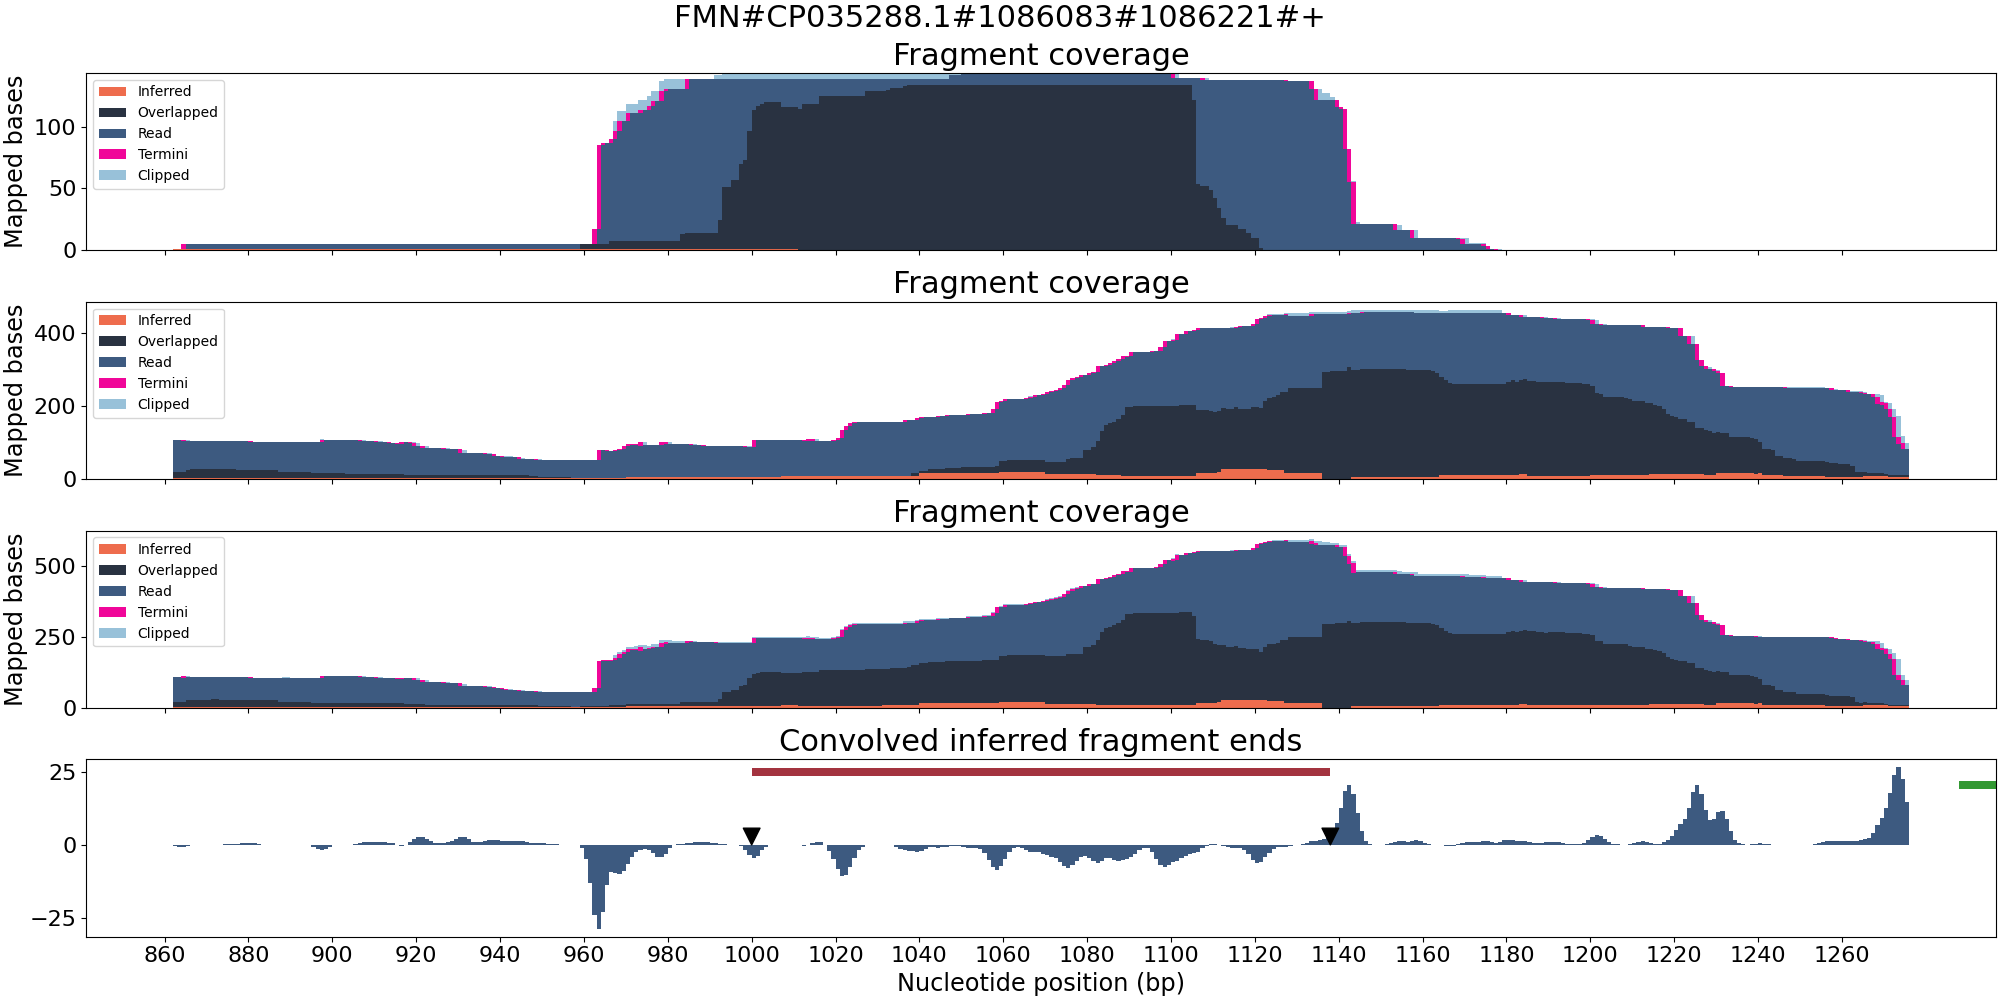 FMN#CP035288.1#1086083#1086221#+
Fragment coverage
Mapped bases
100
50
0
Inferred
Overlapped
Read
Termini
Clipped
Fragment coverage
Mapped bases
400
200
0
Inferred
Overlapped
Read
Termini
Clipped
Fragment coverage
Mapped bases
500
250
0
Inferred
Overlapped
Read
Termini
Clipped
Convolved inferred fragment ends
25
0
−25
860 880 900 920 940 960 980 1000 1020 1040 1060 1080 1100 1120 1140 1160 1180 1200 1220 1240 1260
Nucleotide position (bp)